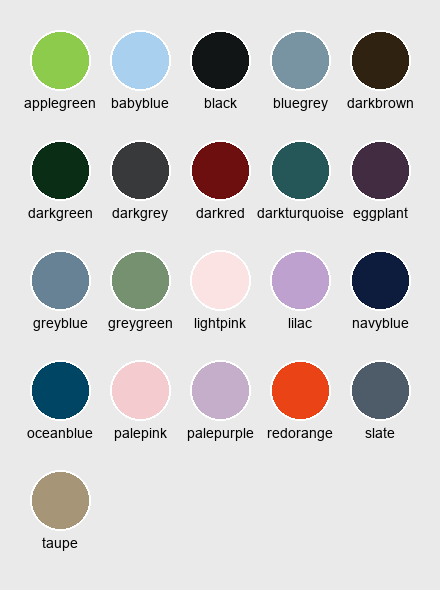 applegreen babyblue black bluegrey darkbrown
darkgreen darkgrey darkred darkturquoise eggplant
greyblue greygreen lightpink lilac navyblue
oceanblue palepink palepurple redorange slate
taupe